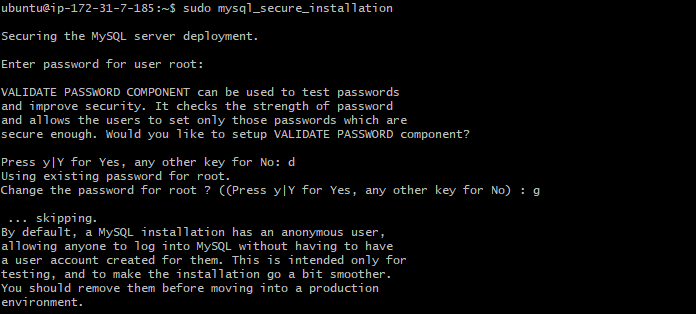 ubuntu@ip-172-31-7-185:~$ sudo mysql_secure_installation
Securing the MySQL server deployment.
Enter password for user root:
VALIDATE PASSWORD COMPONENT can be used to test passwords
and improve security. It checks the strength of password
and allows the users to set only those passwords which are
secure enough. Would you like to setup VALIDATE PASSWORD component?
Press y|Y for Yes, any other key for No: d
Using existing password for root.
Change the password for root ? ((Press y|Y for Yes, any other key for No) : g
... skipping.
By default, a MySQL installation has an anonymous user,
allowing anyone to log into MySQL without having to have
a user account created for them. This is intended only for
testing, and to make the installation go a bit smoother.
You should remove them before moving into a production
environment.